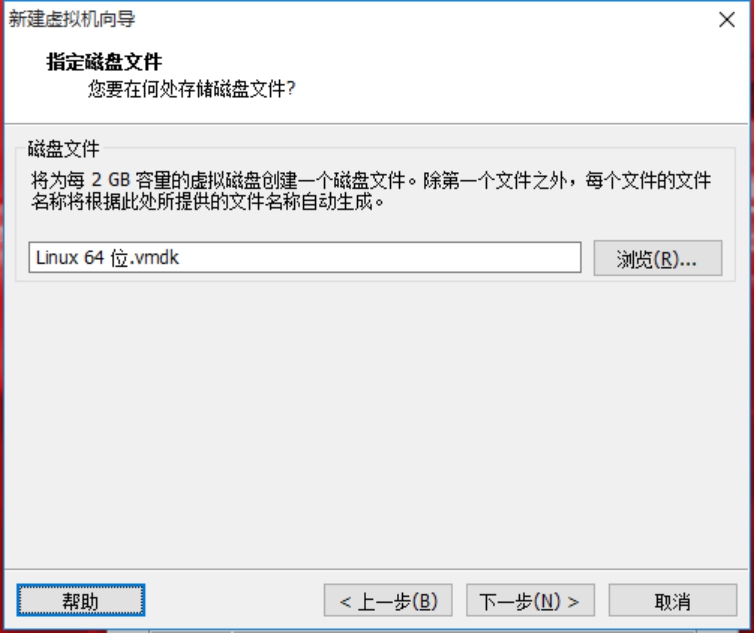 新建虚拟机向导
指定磁盘文件
您要在何处存储磁盘文件?
磁盘文件
将为每 2 GB 容量的虚拟磁盘创建一个磁盘文件。除第一个文件之外，每个文件的文件
名称将根据此处所提供的文件名称自动生成。
Linux 64 位.vmdk
浏览(R)...
帮助
< 上一步(B)
下一步(N) >
取消